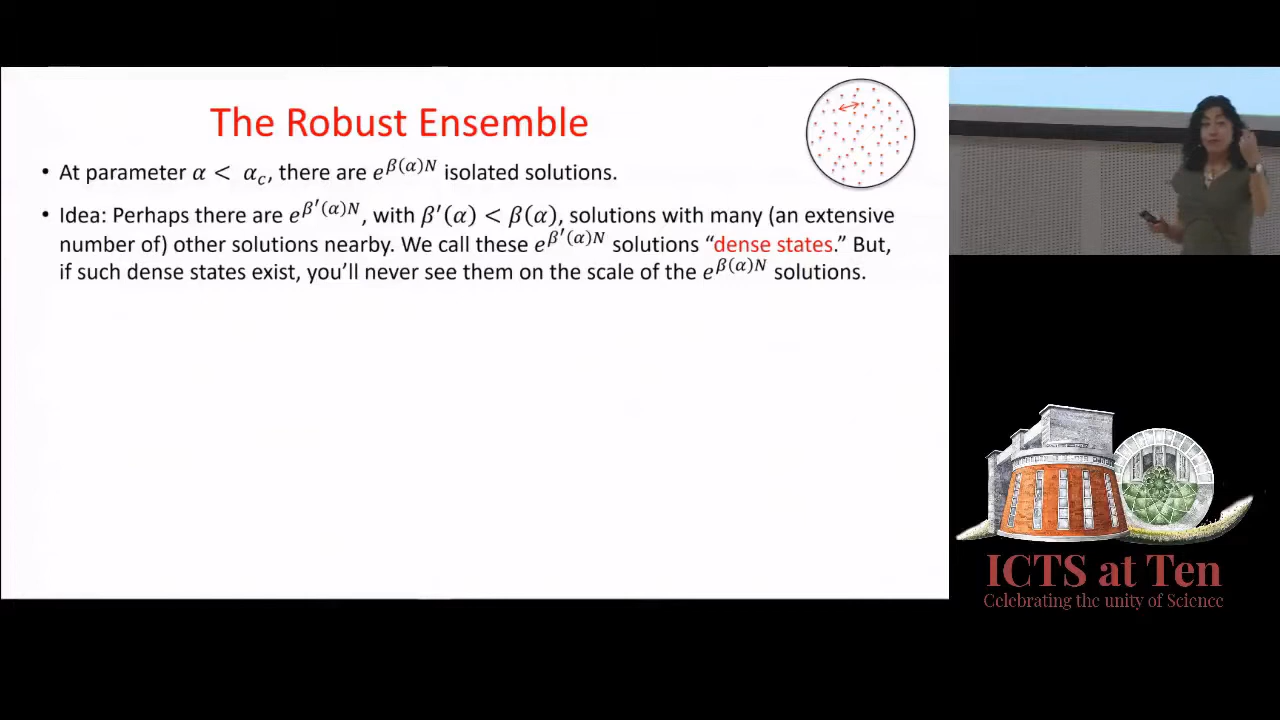 The Robust Ensemble
• At parameter α < α_c, there are e^{β(α)N} isolated solutions.
• Idea: Perhaps there are e^{β′(α)N}, with β′(α) < β(α), solutions with many (an extensive
number of) other solutions nearby. We call these e^{β′(α)N} solutions “dense states.” But,
if such dense states exist, you’ll never see them on the scale of the e^{β(α)N} solutions.
ICTS at Ten
Celebrating the unity of Science